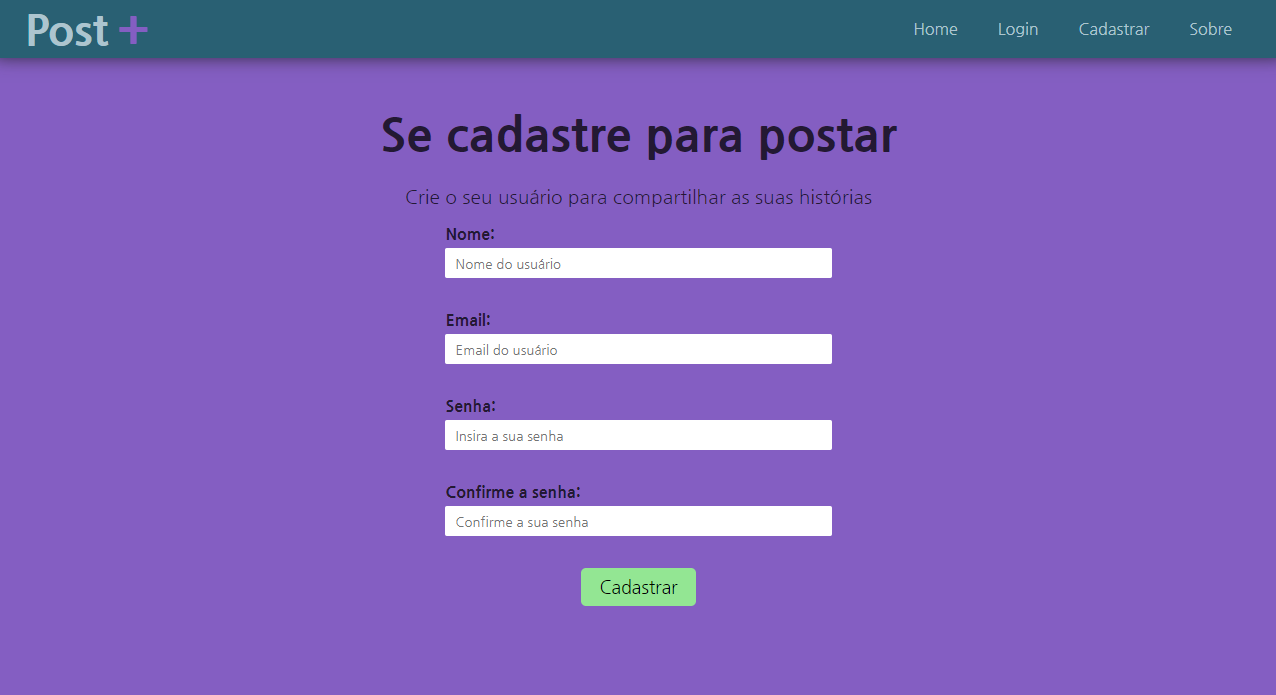 Post +
Home Login Cadastrar Sobre
Se cadastre para postar
Crie o seu usuário para compartilhar as suas histórias
Nome:
Nome do usuário
Email:
Email do usuário
Senha:
Insira a sua senha
Confirme a senha:
Confirme a sua senha
Cadastrar